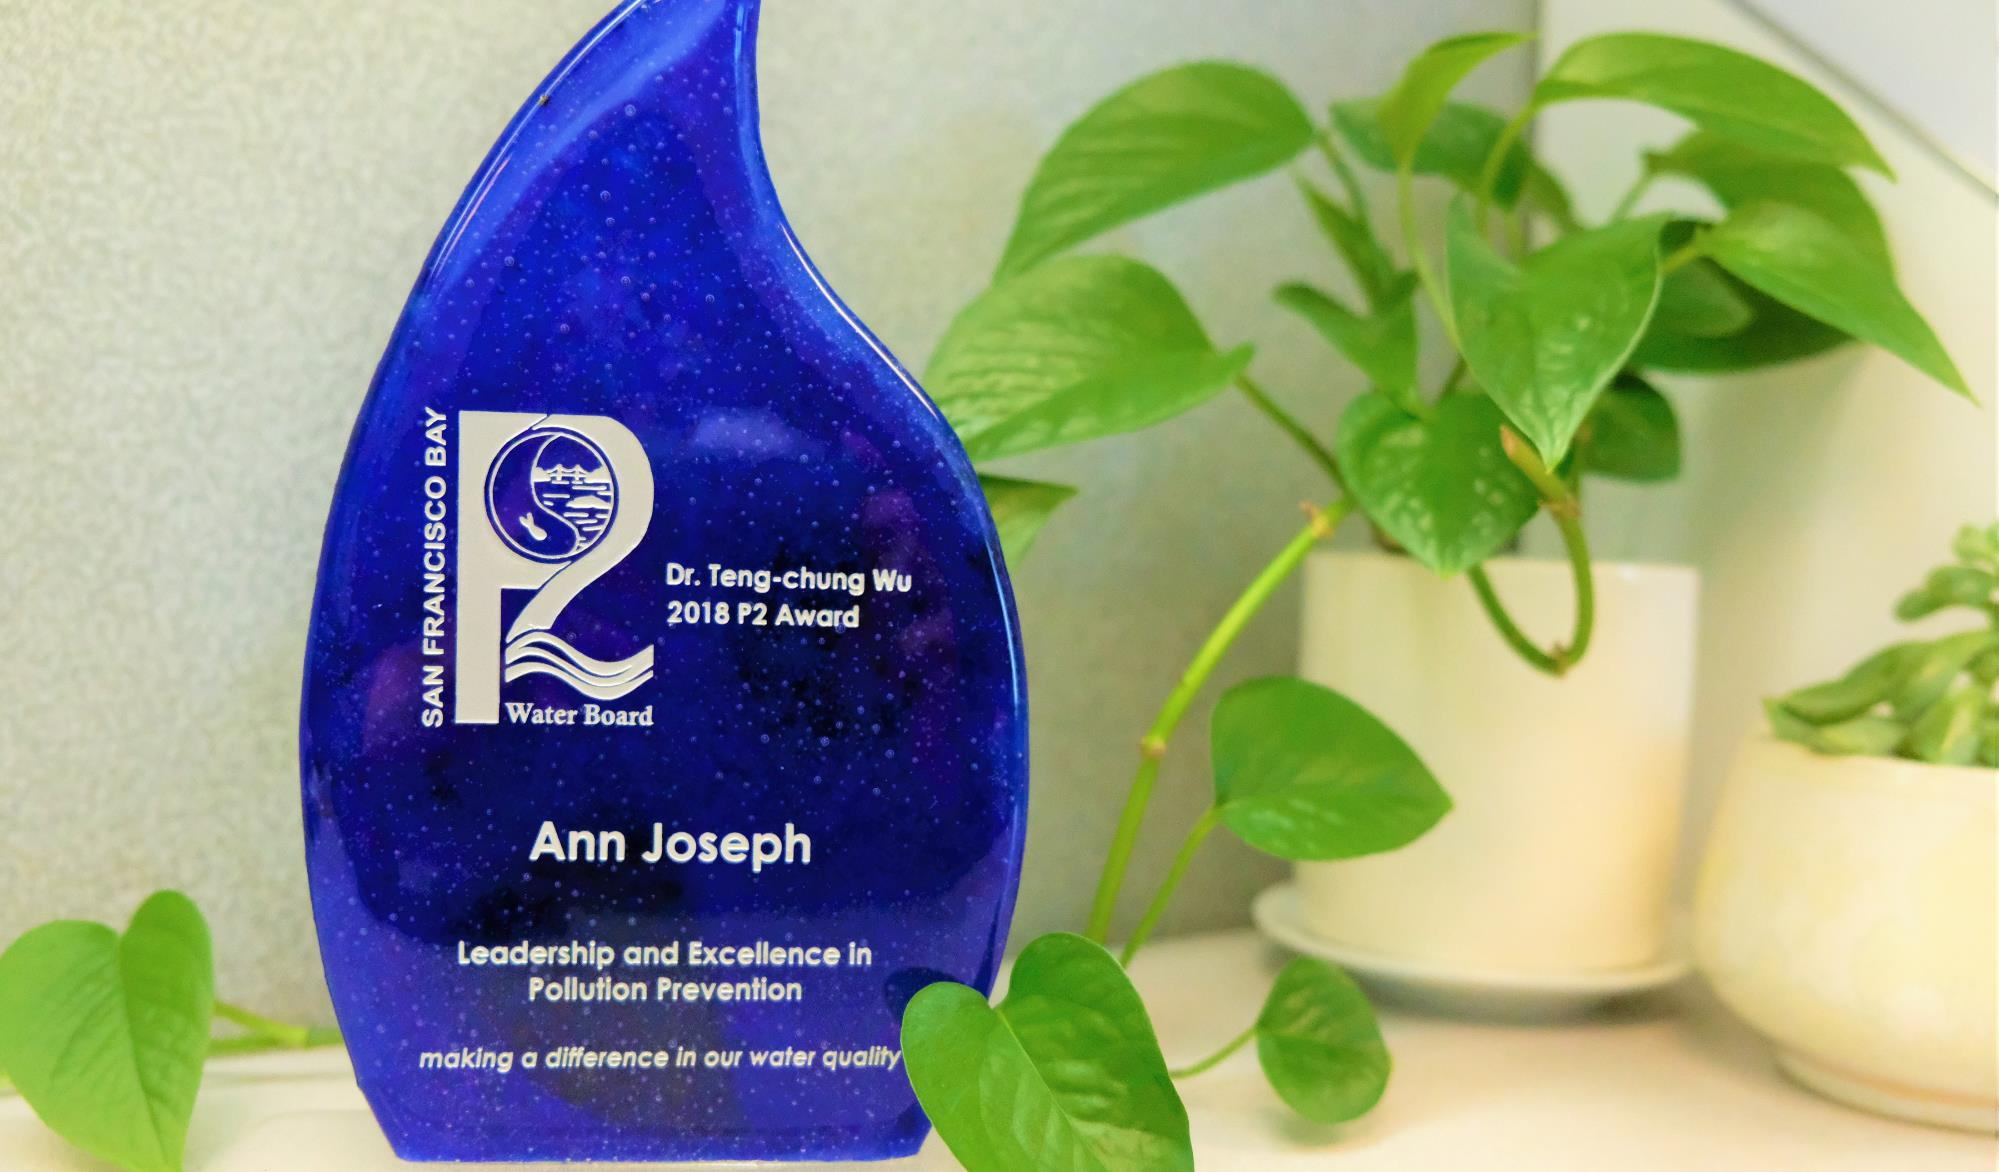 SAN FRANCISCO BAY
P2
Water Board
Dr. Teng-chung Wu
2018 P2 Award
Ann Joseph
Leadership and Excellence in
Pollution Prevention
making a difference in our water quality